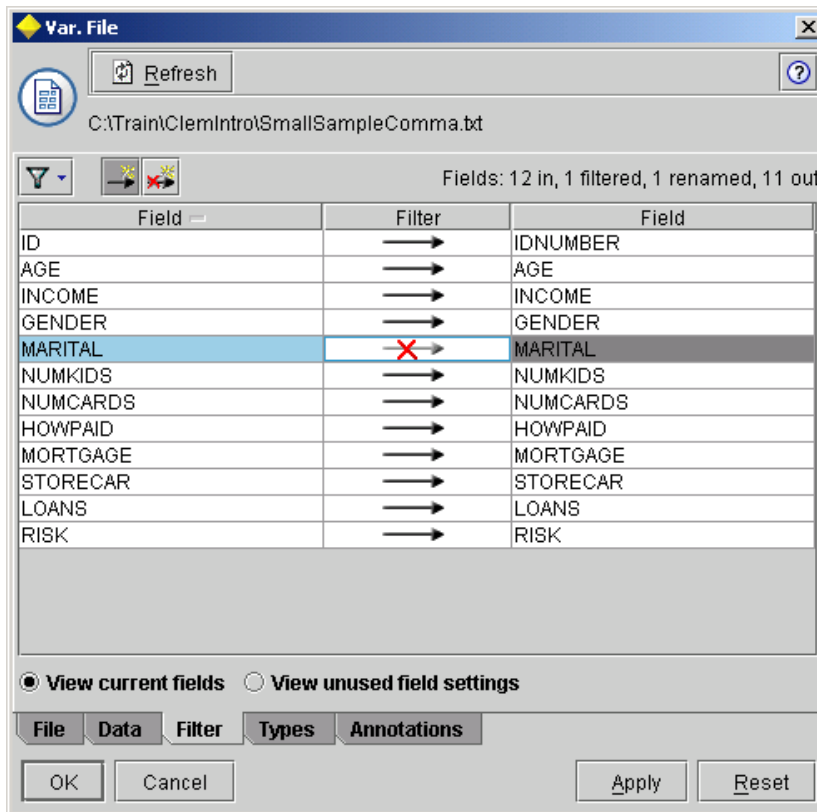 Var. File
Refresh
C:\Train\ClemIntro\SmallSampleComma.txt
Fields: 12 in, 1 filtered, 1 renamed, 11 out
Field Filter Field
ID IDNUMBER
AGE AGE
INCOME INCOME
GENDER GENDER
MARITAL MARITAL
NUMKIDS NUMKIDS
NUMCARDS NUMCARDS
HOWPAID HOWPAID
MORTGAGE MORTGAGE
STORECAR STORECAR
LOANS LOANS
RISK RISK
View current fields View unused field settings
File Data Filter Types Annotations
OK Cancel Apply Reset